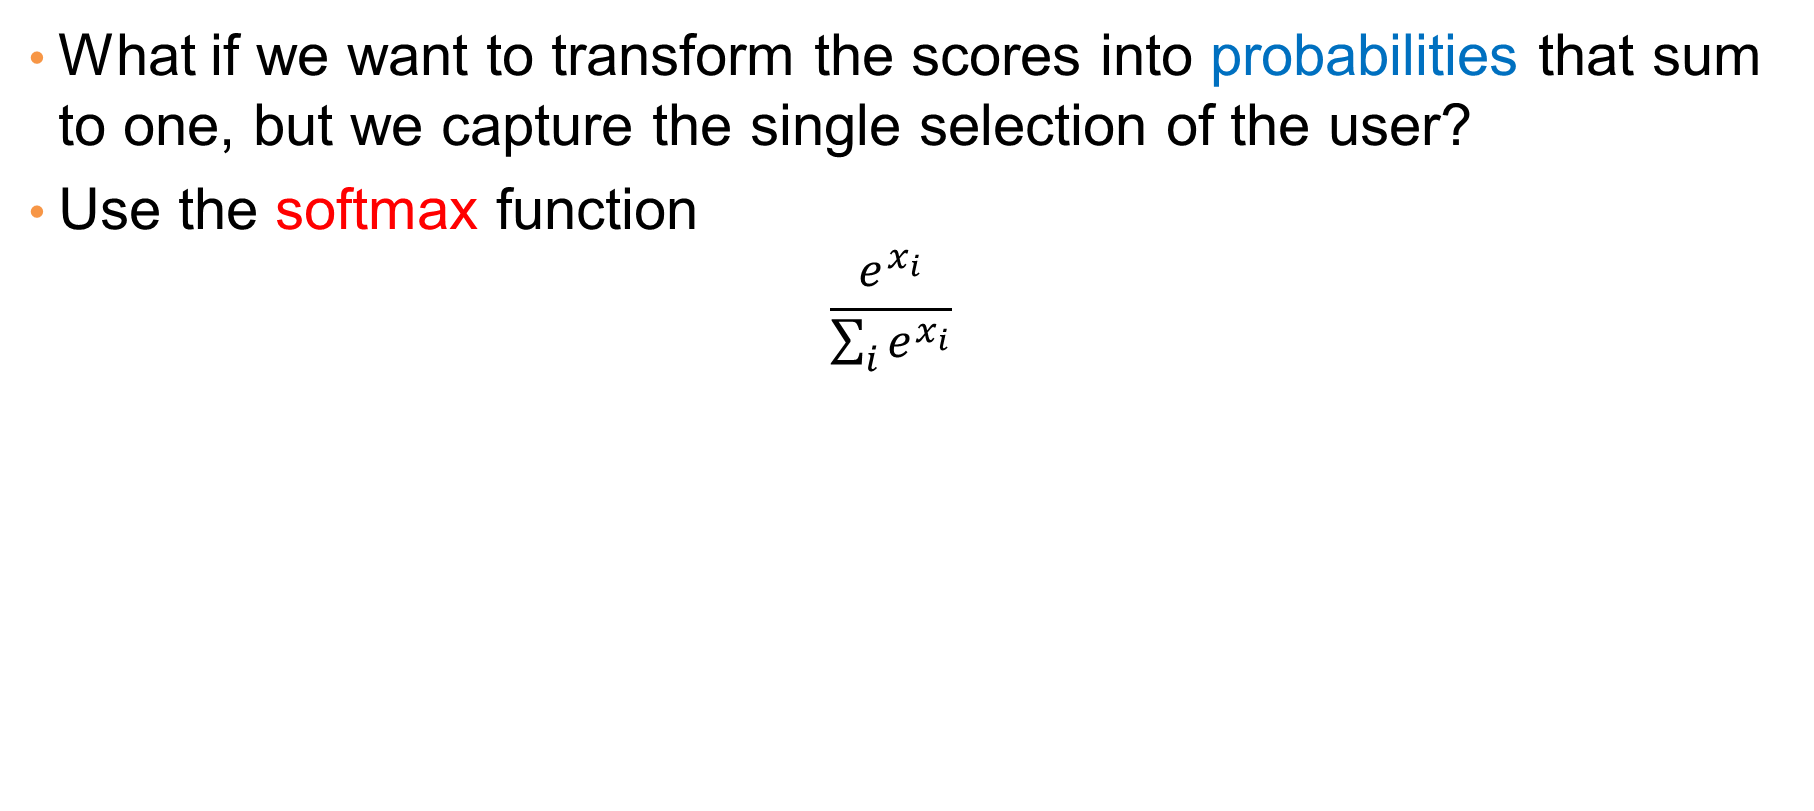 • What if we want to transform the scores into probabilities that sum
to one, but we capture the single selection of the user?
• Use the softmax function
e^{x_i}
∑_i e^{x_i}